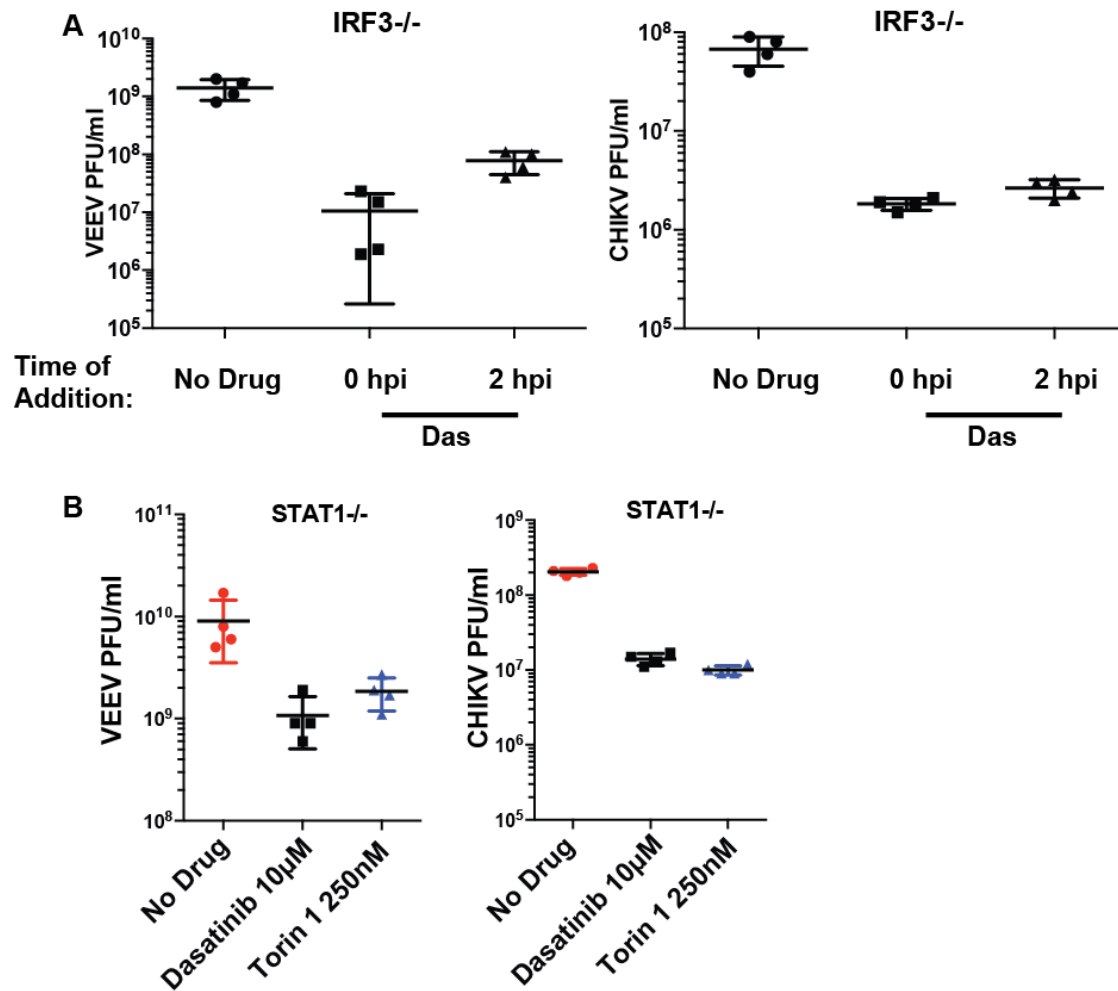 A
IRF3-/-
VEEV PFU/ml
10^10
10^9
10^8
10^7
10^6
10^5
IRF3-/-
CHIKV PFU/ml
10^8
10^7
10^6
10^5
Time of
Addition:
No Drug
0 hpi
2 hpi
Das
No Drug
0 hpi
2 hpi
Das
B
STAT1-/-
VEEV PFU/ml
10^11
10^10
10^9
10^8
No Drug
Dasatinib 10µM
Torin 1 250nM
STAT1-/-
CHIKV PFU/ml
10^9
10^8
10^7
10^6
10^5
No Drug
Dasatinib 10µM
Torin 1 250nM